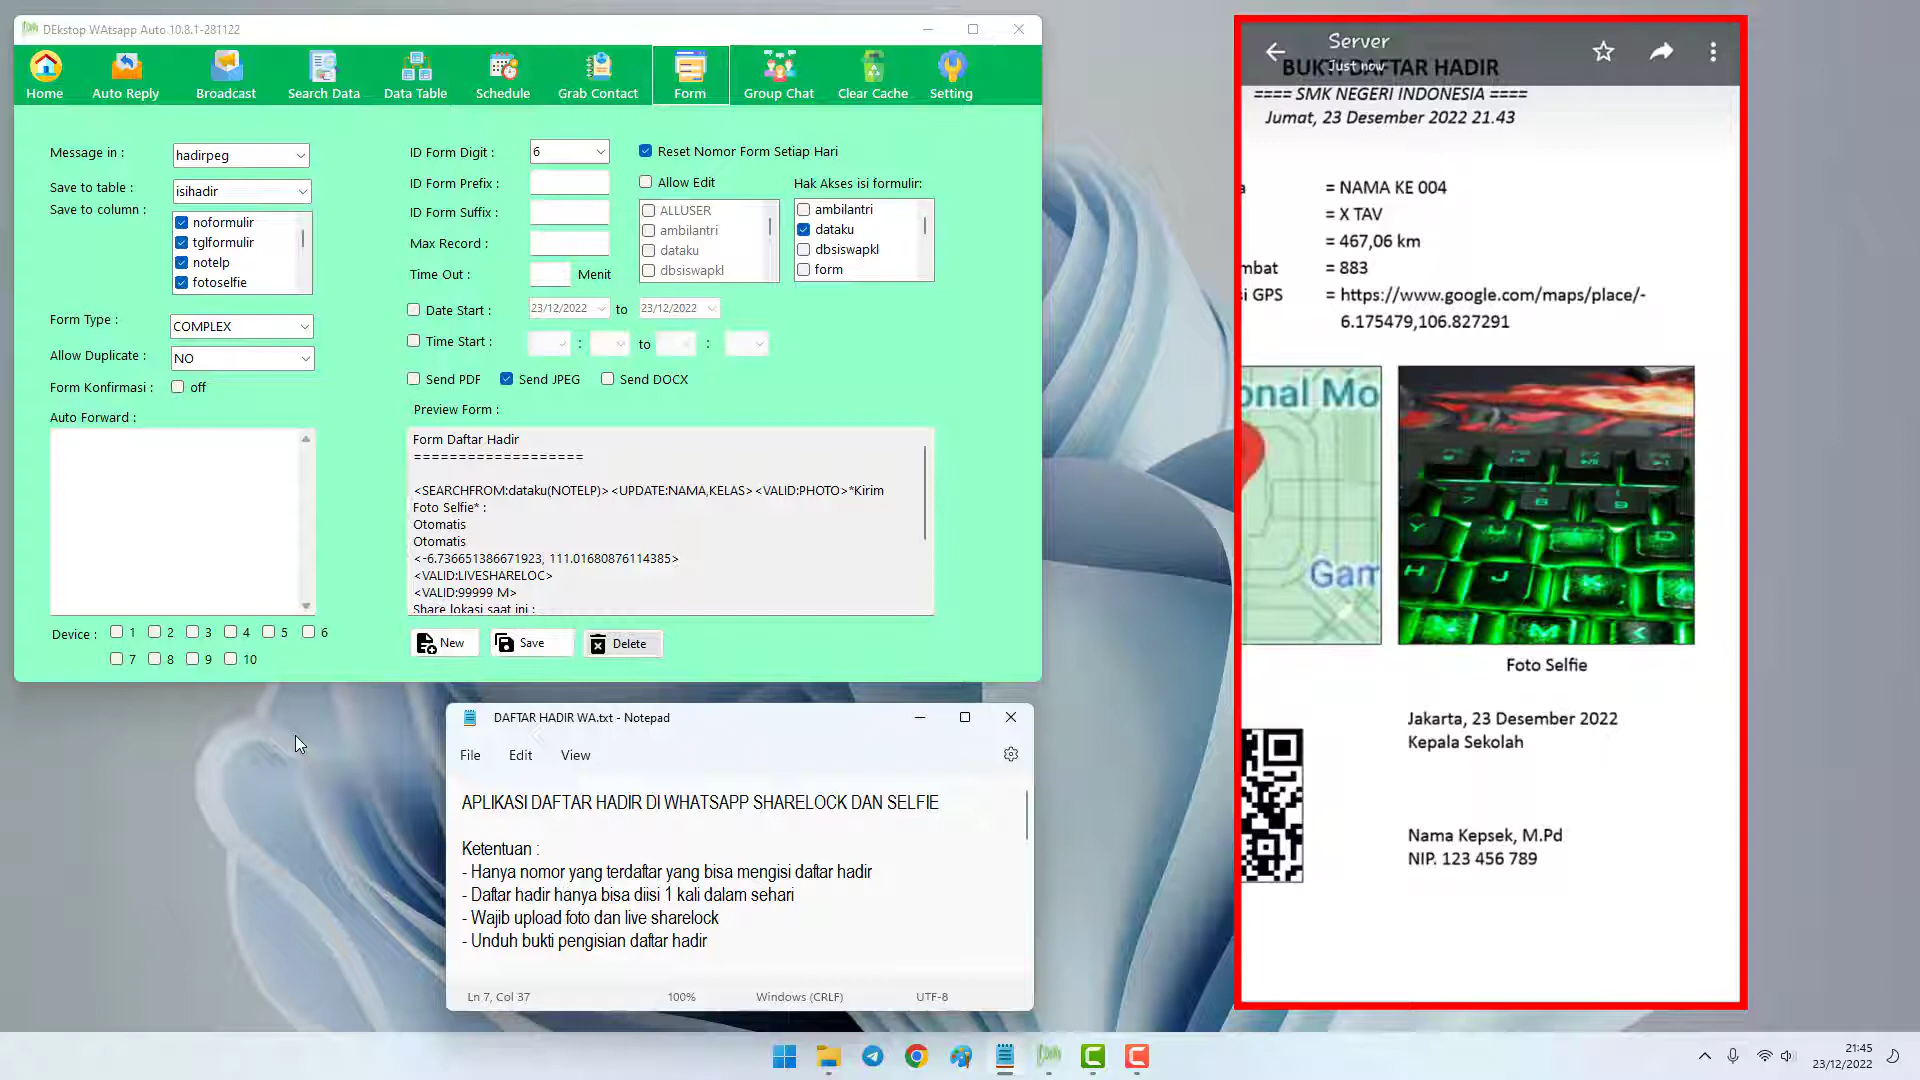 DEkstop WAtsapp Auto 10.8.1-281122
Home
Auto Reply
Broadcast
Search Data
Data Table
Schedule
Grab Contact
Form
Group Chat
Clear Cache
Setting
Message in :
hadirpeg
Save to table :
isihadir
Save to column :
noformulir
tglformulir
notelp
fotoselfie
Form Type :
COMPLEX
Allow Duplicate :
NO
Form Konfirmasi :
off
Auto Forward :
Device :
1
2
3
4
5
6
7
8
9
10
ID Form Digit :
6
Reset Nomor Form Setiap Hari
ID Form Prefix :
Allow Edit
Hak Akses isi formulir:
ID Form Suffix :
Max Record :
Time Out :
Menit
ALLUSER
ambilantri
dataku
dbsiswapkl
ambilantri
dataku
dbsiswapkl
form
Date Start :
23/12/2022
to
23/12/2022
Time Start :
:
to
:
Send PDF
Send JPEG
Send DOCX
Preview Form :
Form Daftar Hadir
===================
<SEARCHFROM:dataku(NOTELP)><UPDATE:NAMA,KELAS><VALID:PHOTO>*Kirim
Foto Selfie* :
Otomatis
Otomatis
<-6.736651386671923, 111.01680876114385>
<VALID:LIVESHARELOC>
<VALID:99999 M>
Share lokasi saat ini :
New
Save
Delete
DAFTAR HADIR WA.txt - Notepad
File
Edit
View
APLIKASI DAFTAR HADIR DI WHATSAPP SHARELOCK DAN SELFIE
Ketentuan :
- Hanya nomor yang terdaftar yang bisa mengisi daftar hadir
- Daftar hadir hanya bisa diisi 1 kali dalam sehari
- Wajib upload foto dan live sharelock
- Unduh bukti pengisian daftar hadir
Ln 7, Col 37
100%
Windows (CRLF)
UTF-8
Server
Just now
BUKTI DAFTAR HADIR
==== SMK NEGERI INDONESIA ====
Jumat, 23 Desember 2022 21.43
a = NAMA KE 004
= X TAV
= 467,06 km
mbat = 883
si GPS = https://www.google.com/maps/place/-
6.175479,106.827291
onal Mo
Gam
Foto Selfie
Jakarta, 23 Desember 2022
Kepala Sekolah
Nama Kepsek, M.Pd
NIP. 123 456 789
21:45
23/12/2022